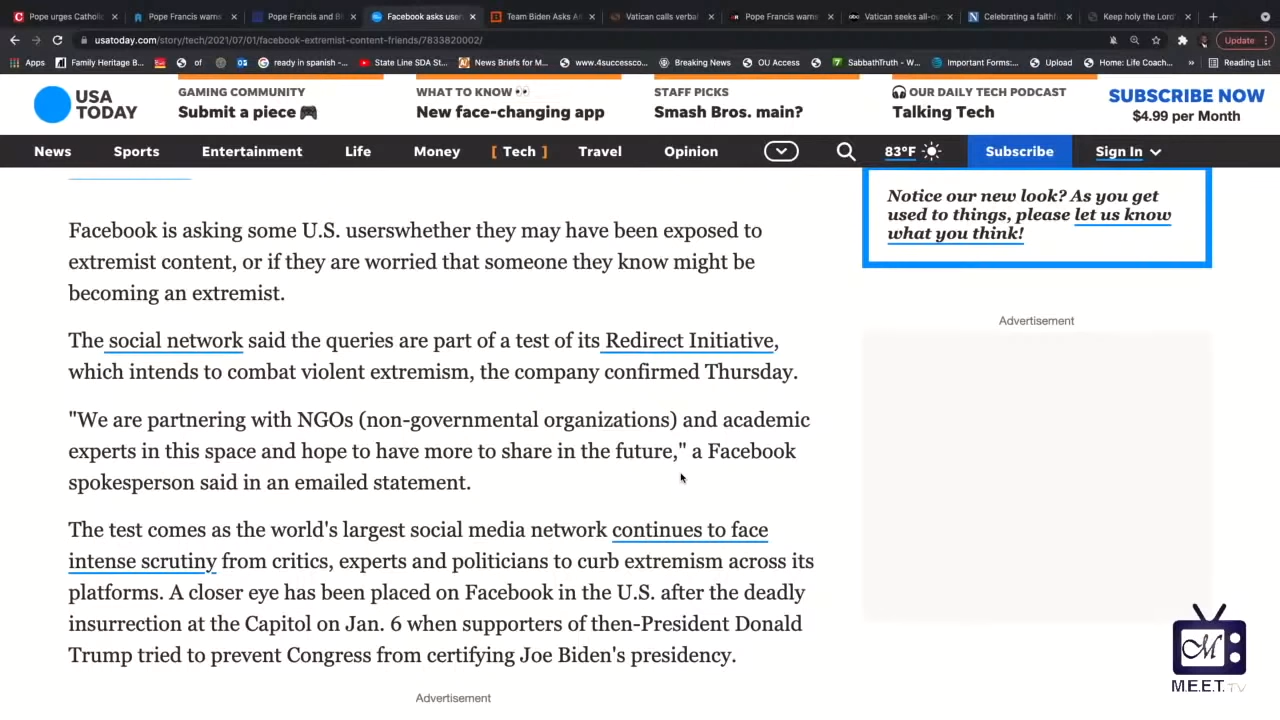 Pope urges Catholic
Pope Francis warns
Pope Francis and Bi
Facebook asks user
Team Biden Asks A
Vatican calls verbal
Pope Francis warns
Vatican seeks all-ou
Celebrating a faithf
Keep holy the Lord'
usatoday.com/story/tech/2021/07/01/facebook-extremist-content-friends/7833820002/
Update
Apps
Family Heritage B...
of
ready in spanish -...
State Line SDA St...
News Briefs for M...
www.4successco...
Breaking News
OU Access
SabbathTruth - W...
Important Forms:...
Upload
Home: Life Coach...
»
Reading List
USA
TODAY
GAMING COMMUNITY
Submit a piece 🎮
WHAT TO KNOW 👀
New face-changing app
STAFF PICKS
Smash Bros. main?
🎧 OUR DAILY TECH PODCAST
Talking Tech
SUBSCRIBE NOW
$4.99 per Month
News
Sports
Entertainment
Life
Money
[ Tech ]
Travel
Opinion
83°F
Subscribe
Sign In
Facebook is asking some U.S. userswhether they may have been exposed to
extremist content, or if they are worried that someone they know might be
becoming an extremist.
The social network said the queries are part of a test of its Redirect Initiative,
which intends to combat violent extremism, the company confirmed Thursday.
"We are partnering with NGOs (non-governmental organizations) and academic
experts in this space and hope to have more to share in the future," a Facebook
spokesperson said in an emailed statement.
The test comes as the world's largest social media network continues to face
intense scrutiny from critics, experts and politicians to curb extremism across its
platforms. A closer eye has been placed on Facebook in the U.S. after the deadly
insurrection at the Capitol on Jan. 6 when supporters of then-President Donald
Trump tried to prevent Congress from certifying Joe Biden's presidency.
Advertisement
Notice our new look? As you get
used to things, please let us know
what you think!
Advertisement
M
M.E.E.T. TV